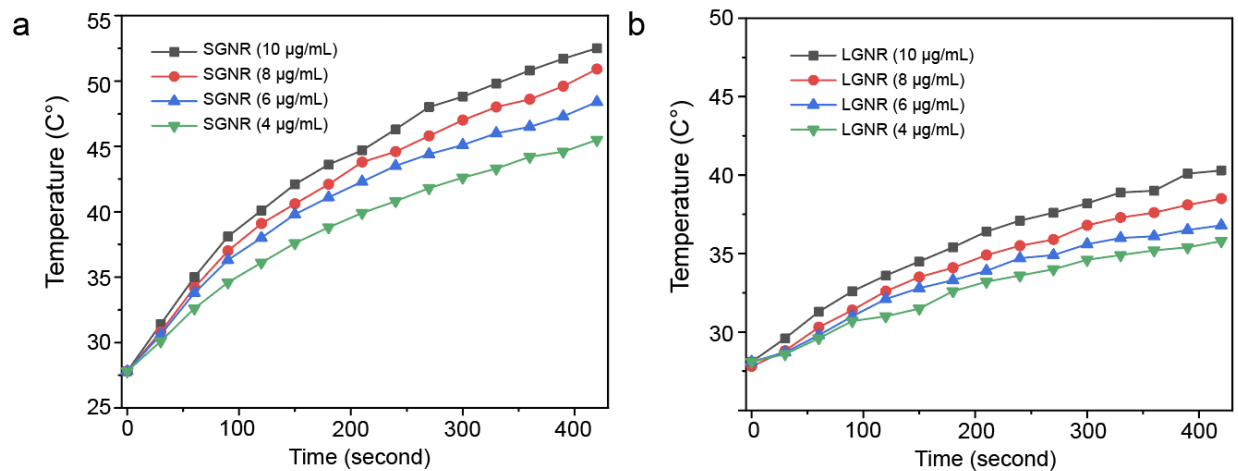 a
55
50
45
40
35
30
25
Temperature (C°)
SGNR (10 µg/mL)
SGNR (8 µg/mL)
SGNR (6 µg/mL)
SGNR (4 µg/mL)
0 100 200 300 400
Time (second)
b
50
45
40
35
30
Temperature (C°)
LGNR (10 µg/mL)
LGNR (8 µg/mL)
LGNR (6 µg/mL)
LGNR (4 µg/mL)
0 100 200 300 400
Time (second)